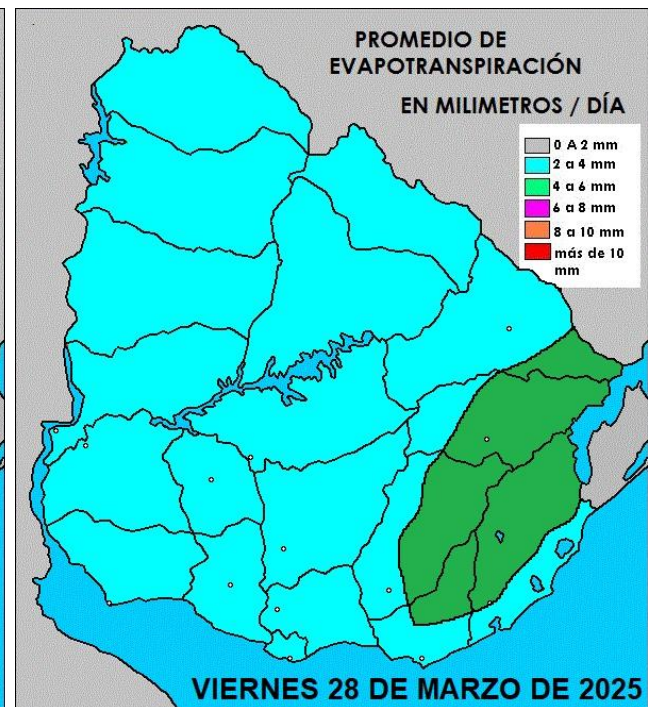 PROMEDIO DE
EVAPOTRANSPIRACIÓN
EN MILIMETROS / DÍA
0 A 2 mm
2 a 4 mm
4 a 6 mm
6 a 8 mm
8 a 10 mm
más de 10
mm
VIERNES 28 DE MARZO DE 2025